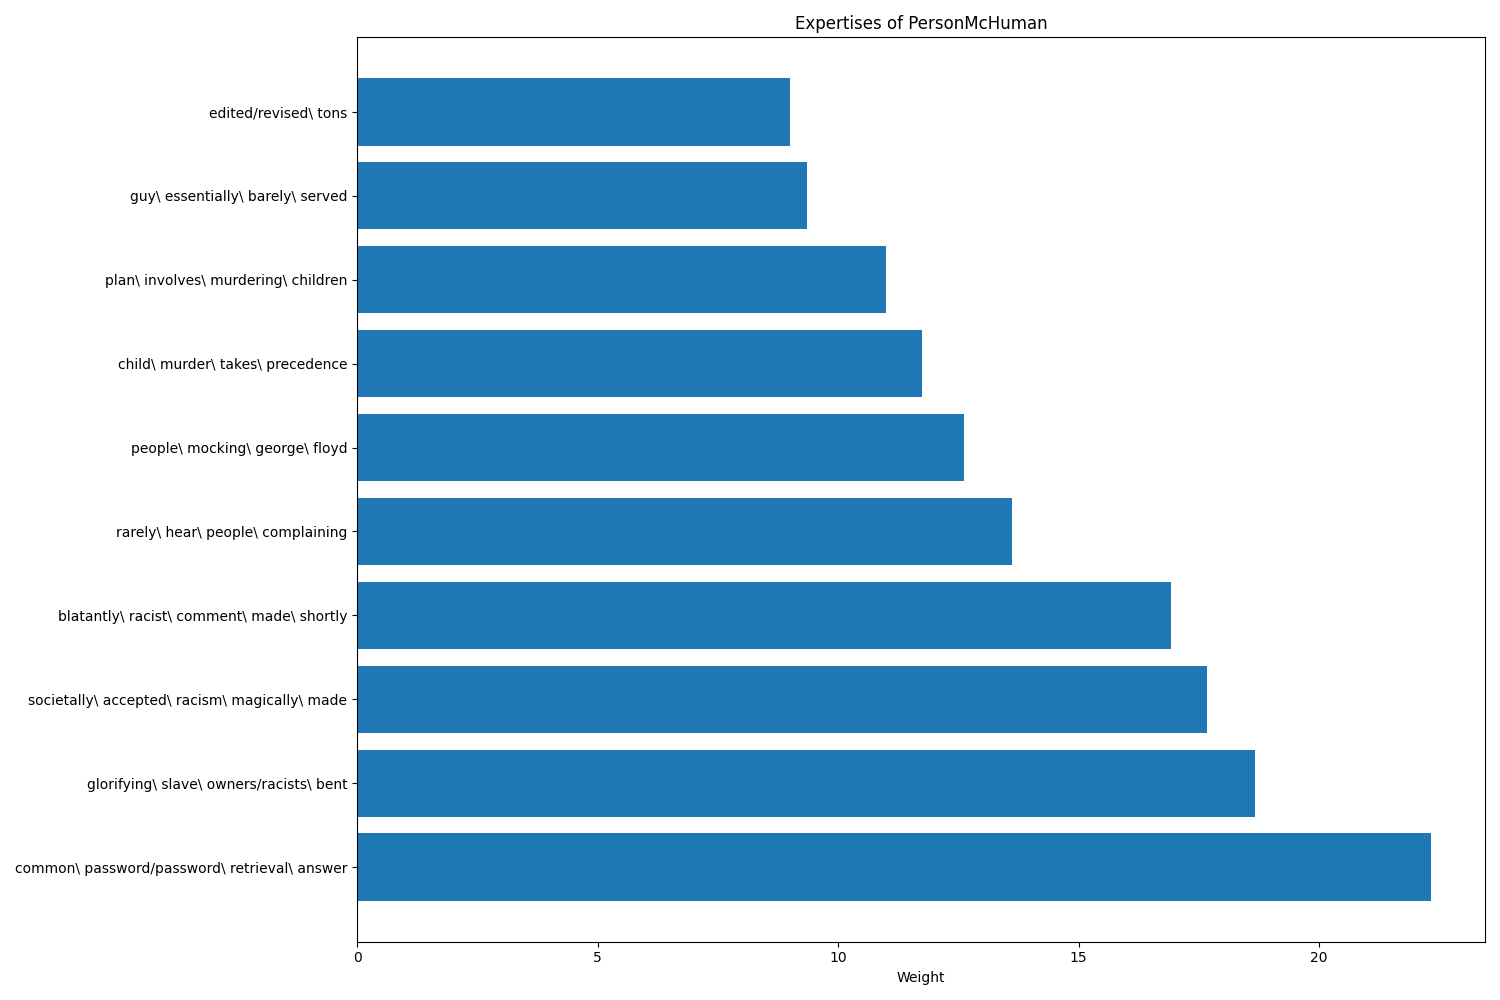 Expertises of PersonMcHuman
edited/revised\ tons
guy\ essentially\ barely\ served
plan\ involves\ murdering\ children
child\ murder\ takes\ precedence
people\ mocking\ george\ floyd
rarely\ hear\ people\ complaining
blatantly\ racist\ comment\ made\ shortly
societally\ accepted\ racism\ magically\ made
glorifying\ slave\ owners/racists\ bent
common\ password/password\ retrieval\ answer
0 5 10 15 20
Weight